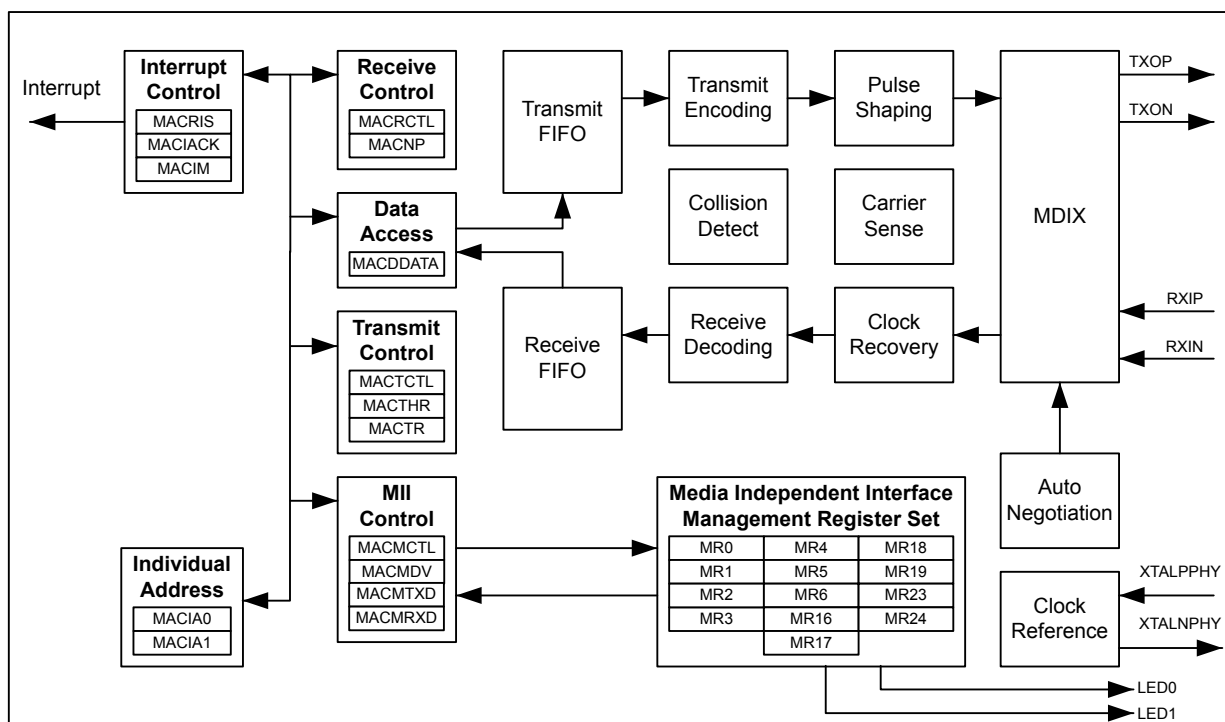 Interrupt
Interrupt
Control
MACRIS
MACIACK
MACIM
Receive
Control
MACRCTL
MACNP
Data
Access
MACDDATA
Transmit
Control
MACTCTL
MACTHR
MACTR
MII
Control
MACMCTL
MACMDV
MACMTXD
MACMRXD
Individual
Address
MACIA0
MACIA1
Transmit
FIFO
Transmit
Encoding
Pulse
Shaping
Collision
Detect
Carrier
Sense
Receive
FIFO
Receive
Decoding
Clock
Recovery
MDIX
TXOP
TXON
RXIP
RXIN
Auto
Negotiation
Media Independent Interface
Management Register Set
MR0 MR4 MR18
MR1 MR5 MR19
MR2 MR6 MR23
MR3 MR16 MR24
MR17
Clock
Reference
XTALPPHY
XTALNPHY
LED0
LED1